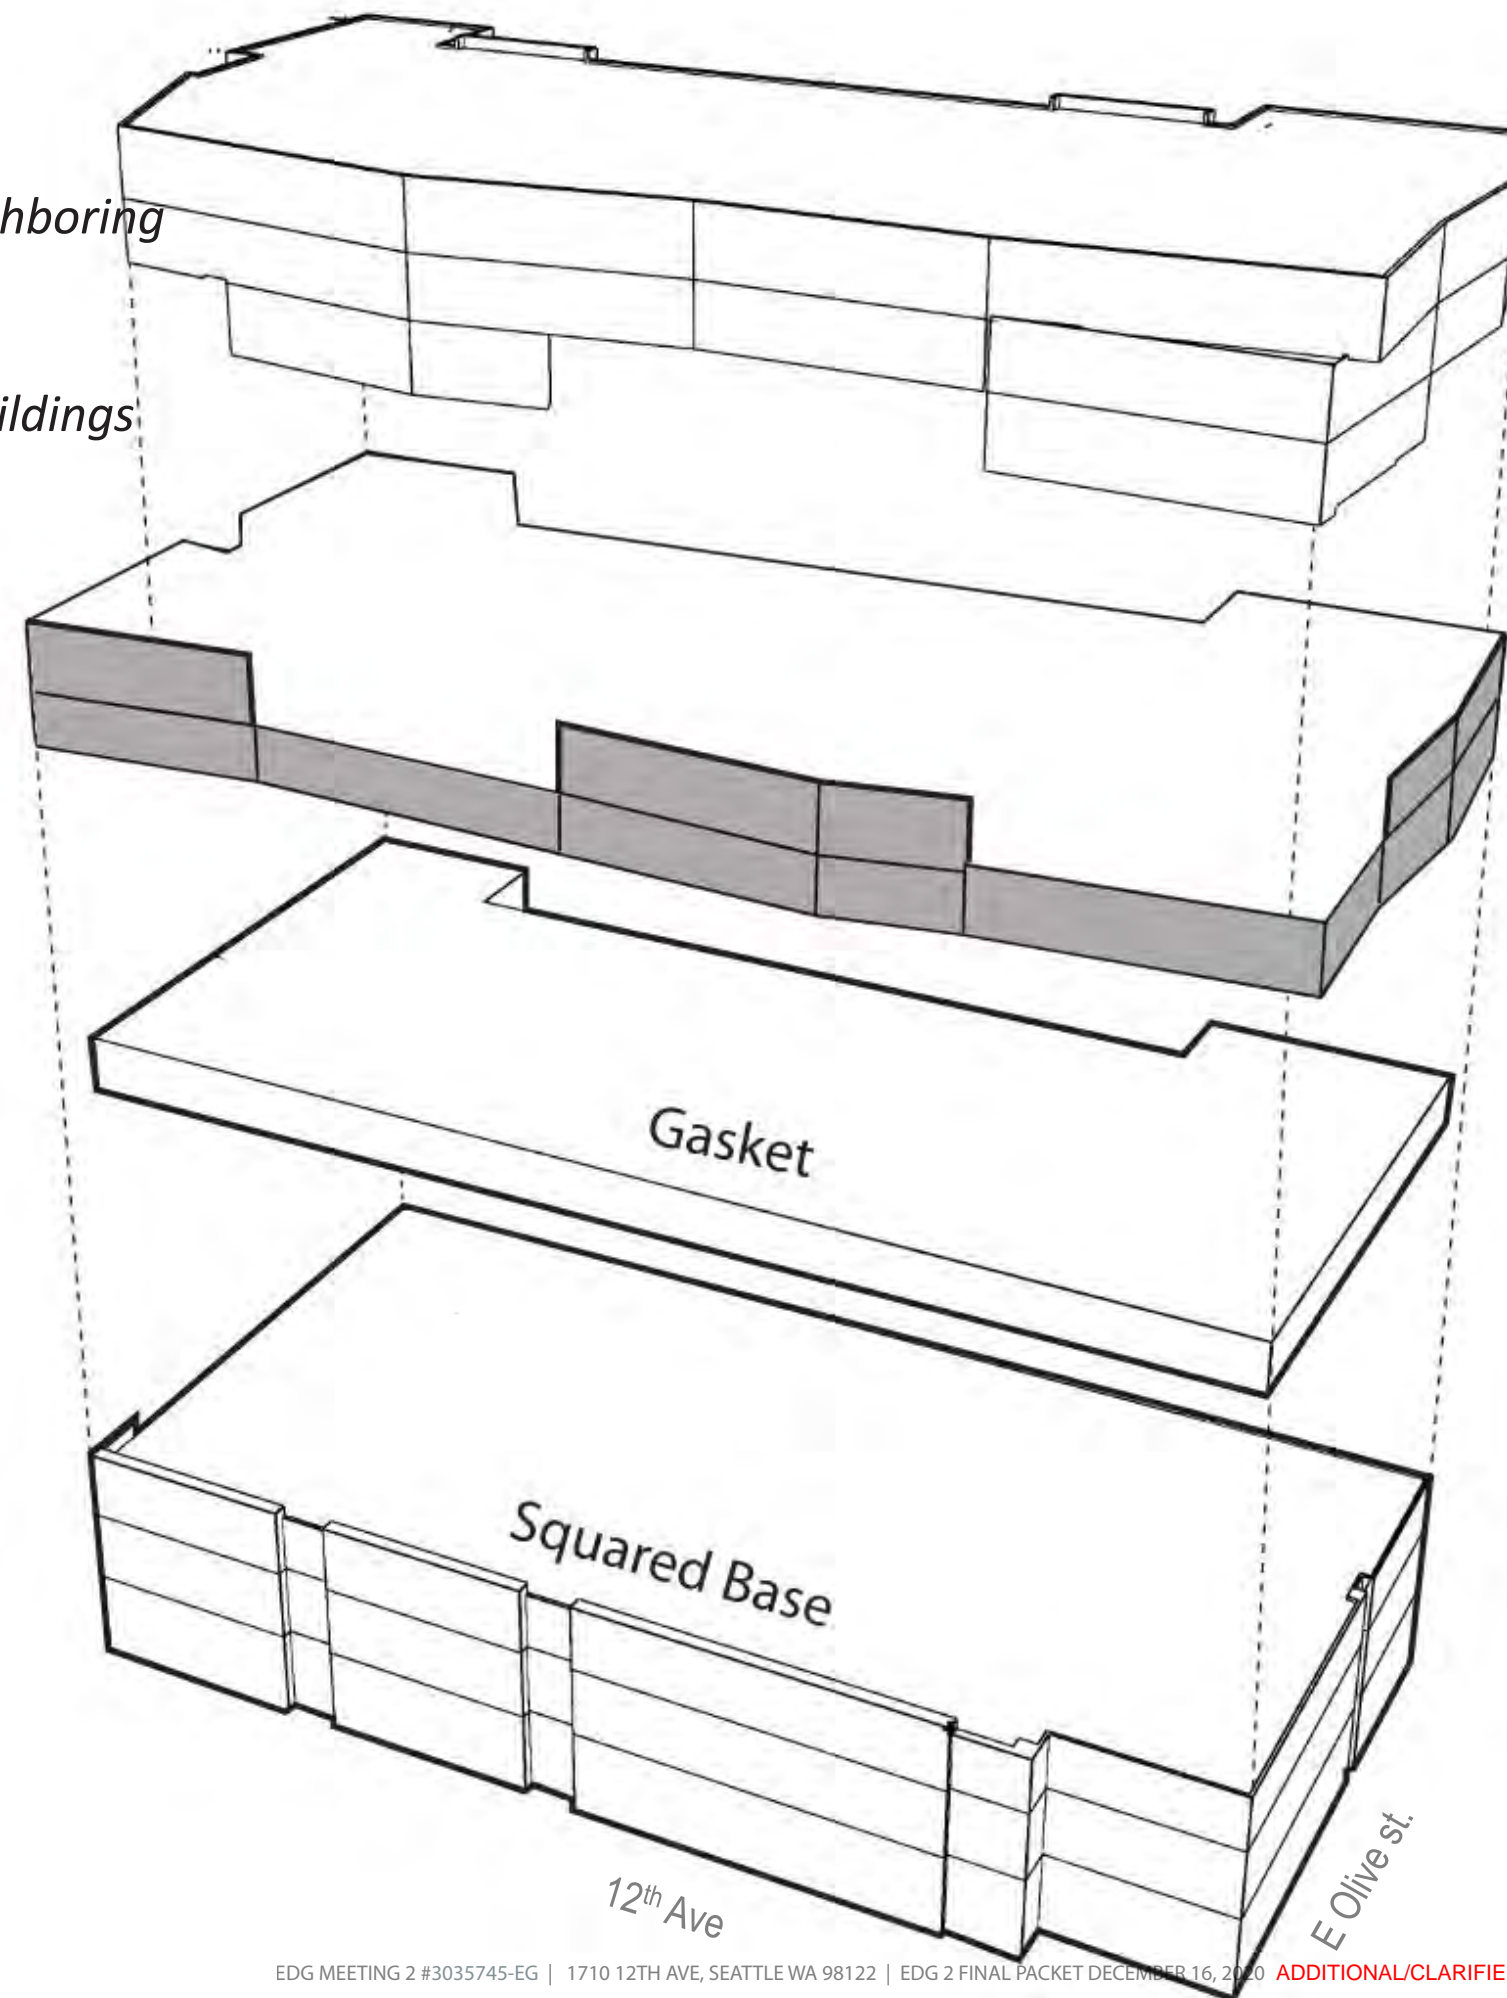 hboring
ildings
Gasket
Squared Base
12th Ave
E Olive st.
EDG MEETING 2 #3035745-EG | 1710 12TH AVE, SEATTLE WA 98122 | EDG 2 FINAL PACKET DECEMBER 16, 2020 ADDITIONAL/CLARIFIE